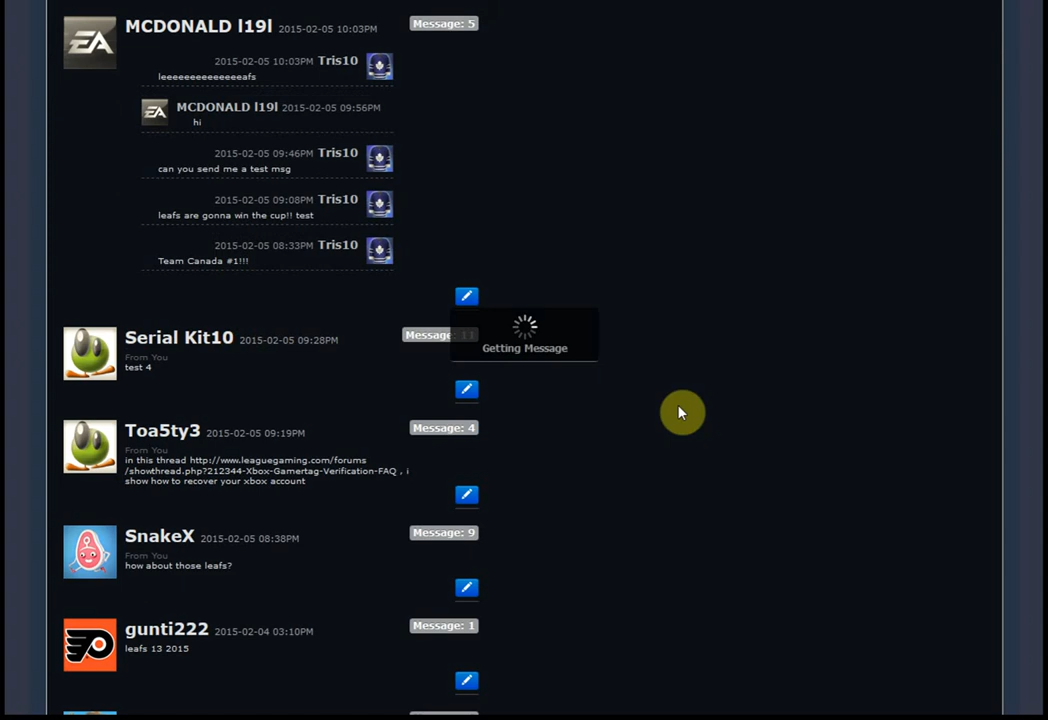 MCDONALD l19l 2015-02-05 10:03PM Message: 5
2015-02-05 10:03PM Tris10
leeeeeeeeeeeeeeafs
MCDONALD l19l 2015-02-05 09:56PM
hi
2015-02-05 09:46PM Tris10
can you send me a test msg
2015-02-05 09:08PM Tris10
leafs are gonna win the cup!! test
2015-02-05 08:33PM Tris10
Team Canada #1!!!
Serial Kit10 2015-02-05 09:28PM Message: 11
Getting Message
From You
test 4
Toa5ty3 2015-02-05 09:19PM Message: 4
From You
in this thread http://www.leaguegaming.com/forums
/showthread.php?212344-Xbox-Gamertag-Verification-FAQ , i
show how to recover your xbox account
SnakeX 2015-02-05 08:38PM Message: 9
From You
how about those leafs?
gunti222 2015-02-04 03:10PM Message: 1
leafs 13 2015